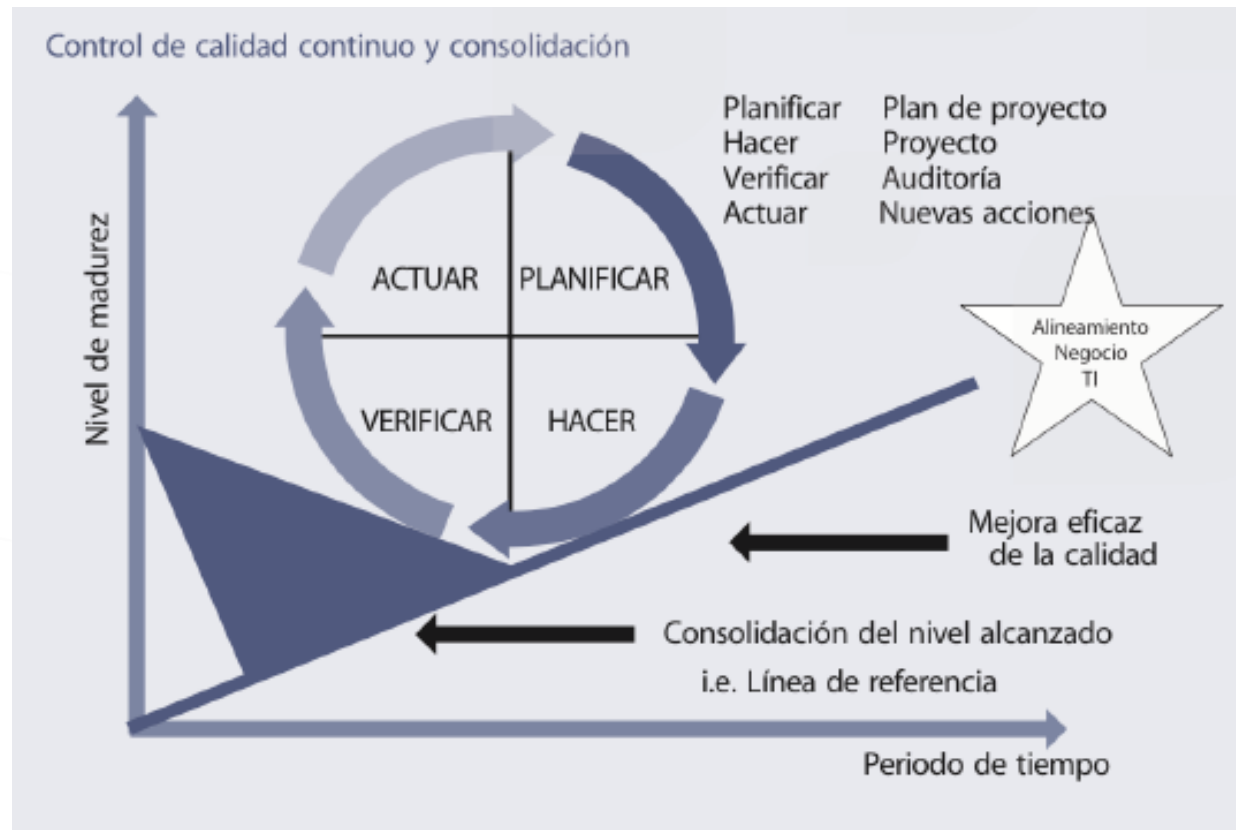 Control de calidad continuo y consolidación
Planificar Plan de proyecto
Hacer Proyecto
Verificar Auditoría
Actuar Nuevas acciones
Nivel de madurez
ACTUAR PLANIFICAR
VERIFICAR HACER
Alineamiento
Negocio
TI
Mejora eficaz
de la calidad
Consolidación del nivel alcanzado
i.e. Línea de referencia
Periodo de tiempo